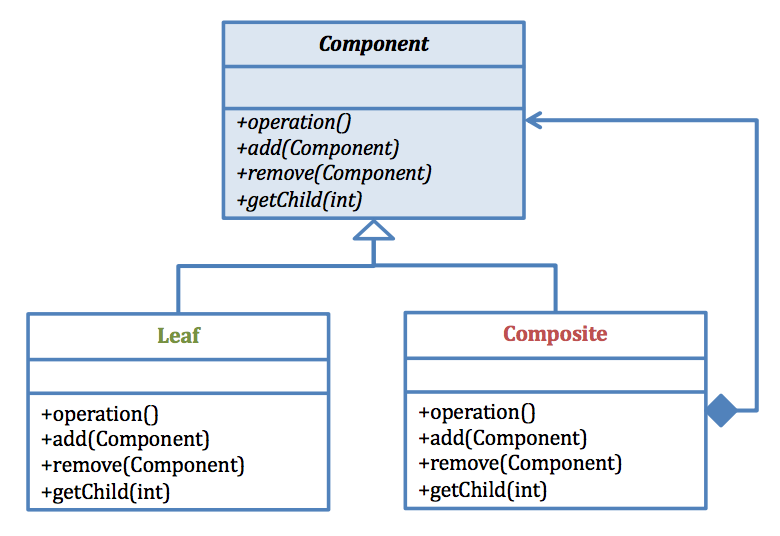 Component
+operation()
+add(Component)
+remove(Component)
+getChild(int)
Leaf
+operation()
+add(Component)
+remove(Component)
+getChild(int)
Composite
+operation()
+add(Component)
+remove(Component)
+getChild(int)